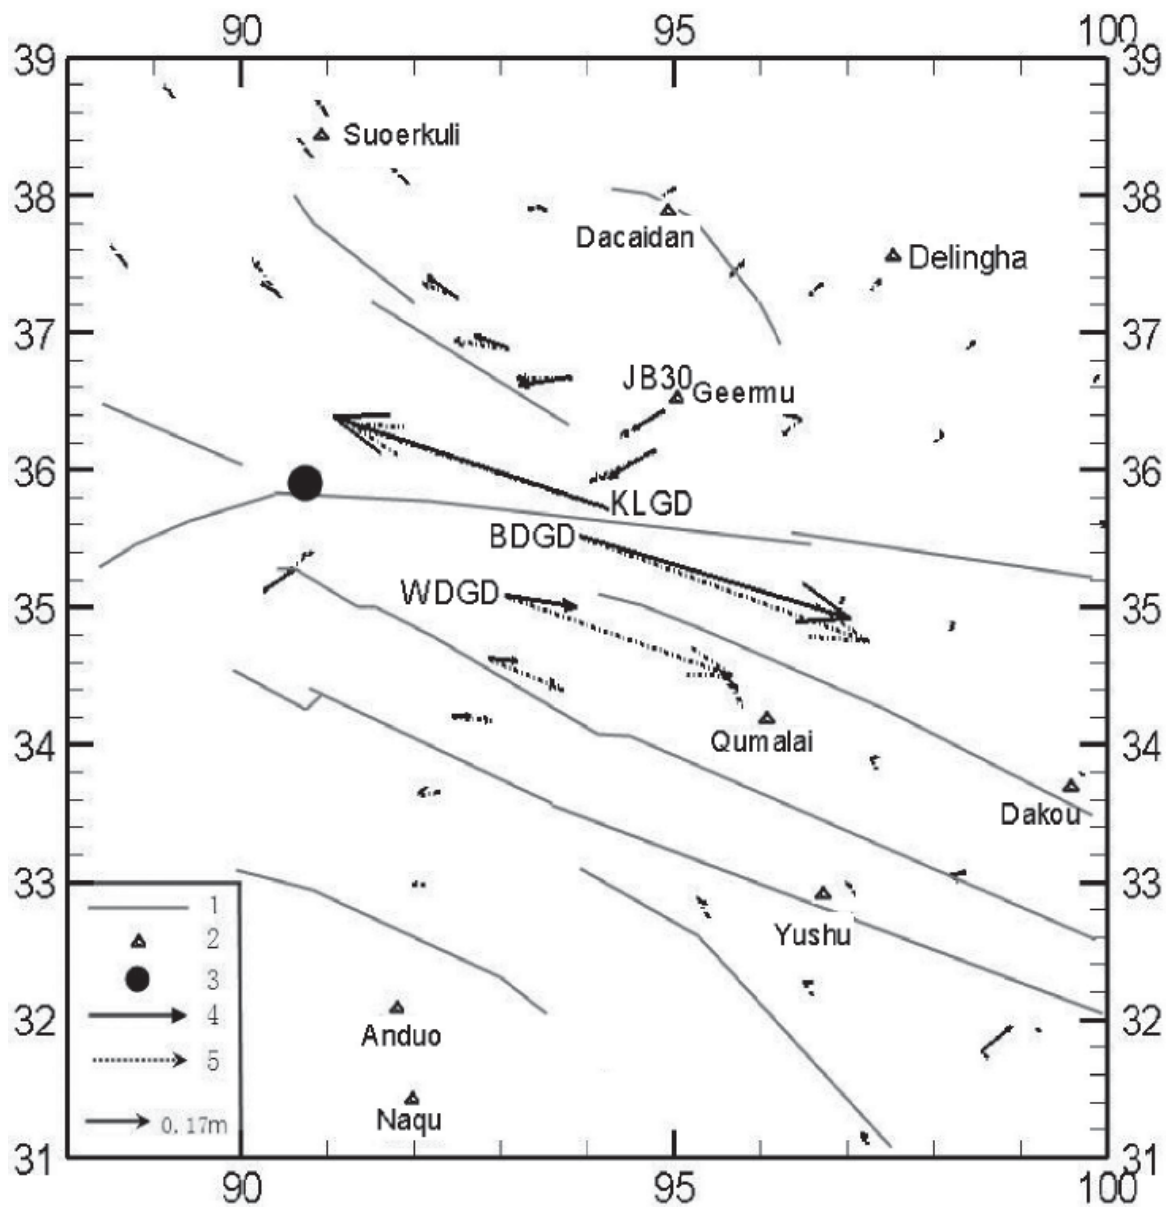 90 95 100
39 39
Suoerkuli
38 38
Dacaidan
Delingha
37 37
JB30
Geermu
36 36
KLGD
BDGD
WDGD
35 35
Qumalai
34 34
Dakou
33 33
1
2
Yushu
3
4
32 32
Anduo
5
Naqu
0.17m
31 31
90 95 100